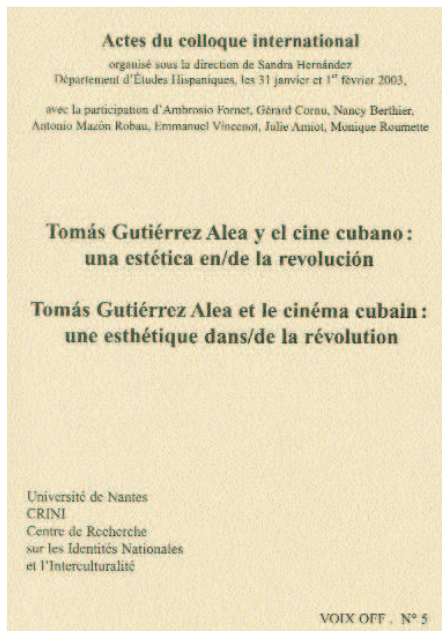 Actes du colloque international
organisé sous la direction de Sandra Hernández
Département d'Études Hispaniques, les 31 janvier et 1er février 2003,
avec la participation d'Ambrosio Fornet, Gérard Cornu, Nancy Berthier,
Antonio Mazón Robau, Emmanuel Vincenot, Julie Amiot, Monique Roumette
Tomás Gutiérrez Alea y el cine cubano :
una estética en/de la revolución
Tomás Gutiérrez Alea et le cinéma cubain :
une esthétique dans/de la révolution
Université de Nantes
CRINI
Centre de Recherche
sur les Identités Nationales
et l'Interculturalité
VOIX OFF . N° 5